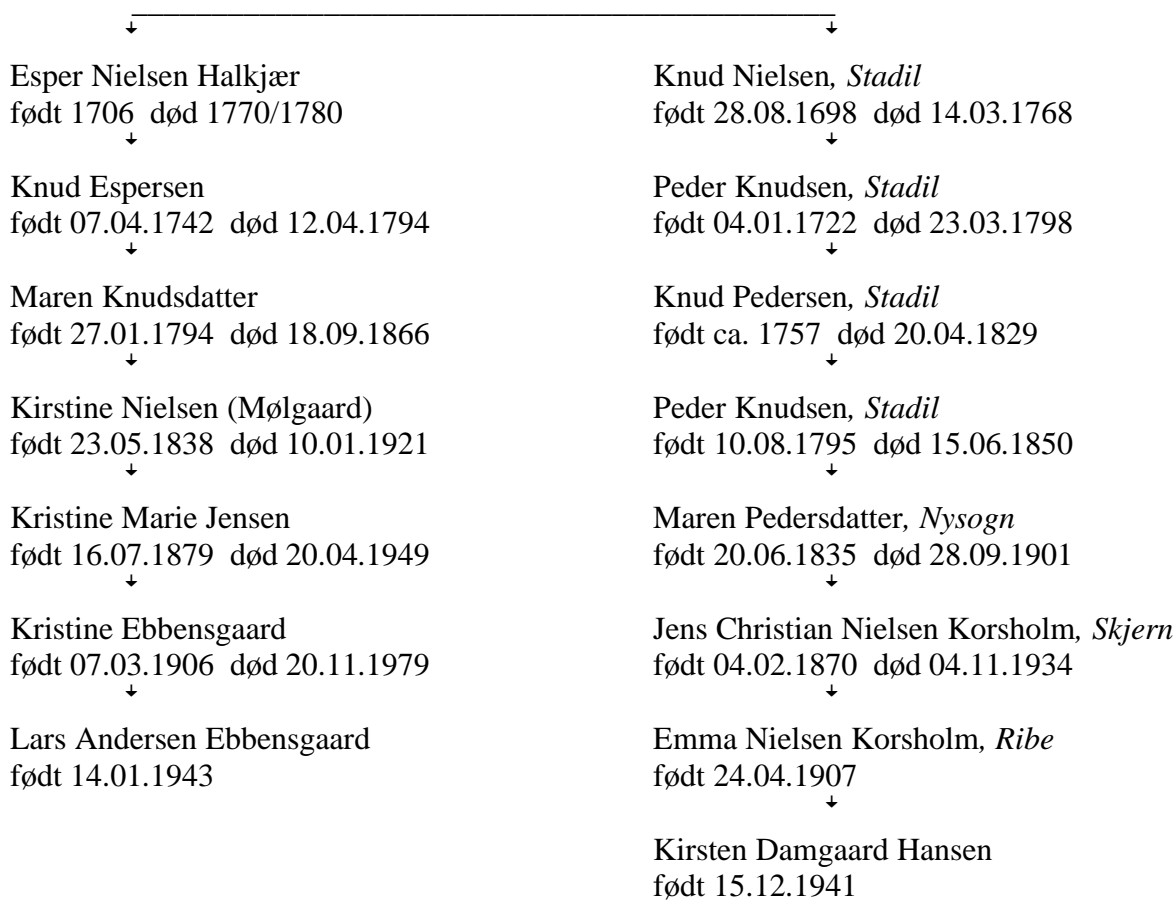 Esper Nielsen Halkjær
født 1706 død 1770/1780
Knud Espersen
født 07.04.1742 død 12.04.1794
Maren Knudsdatter
født 27.01.1794 død 18.09.1866
Kirstine Nielsen (Mølgaard)
født 23.05.1838 død 10.01.1921
Kristine Marie Jensen
født 16.07.1879 død 20.04.1949
Kristine Ebbensgaard
født 07.03.1906 død 20.11.1979
Lars Andersen Ebbensgaard
født 14.01.1943
Knud Nielsen, Stadil
født 28.08.1698 død 14.03.1768
Peder Knudsen, Stadil
født 04.01.1722 død 23.03.1798
Knud Pedersen, Stadil
født ca. 1757 død 20.04.1829
Peder Knudsen, Stadil
født 10.08.1795 død 15.06.1850
Maren Pedersdatter, Nysogn
født 20.06.1835 død 28.09.1901
Jens Christian Nielsen Korsholm, Skjern
født 04.02.1870 død 04.11.1934
Emma Nielsen Korsholm, Ribe
født 24.04.1907
Kirsten Damgaard Hansen
født 15.12.1941